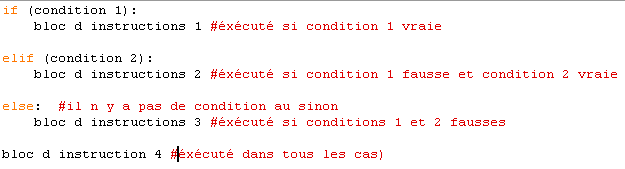 if (condition 1):
bloc d instructions 1 #éxécuté si condition 1 vraie
elif (condition 2):
bloc d instructions 2 #éxécuté si condition 1 fausse et condition 2 vraie
else: #il n y a pas de condition au sinon
bloc d instructions 3 #éxécuté si conditions 1 et 2 fausses
bloc d instruction 4 #éxécuté dans tous les cas)